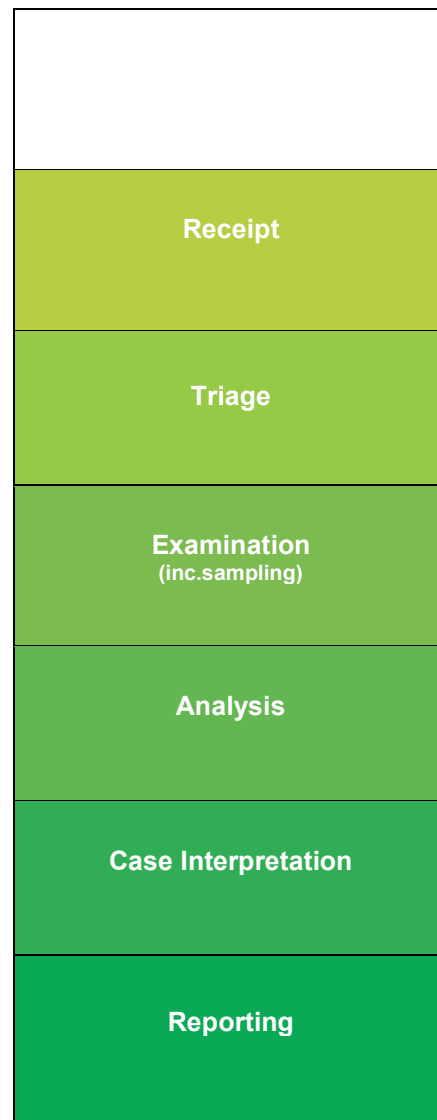 Receipt
Triage
Examination
(inc.sampling)
Analysis
Case Interpretation
Reporting